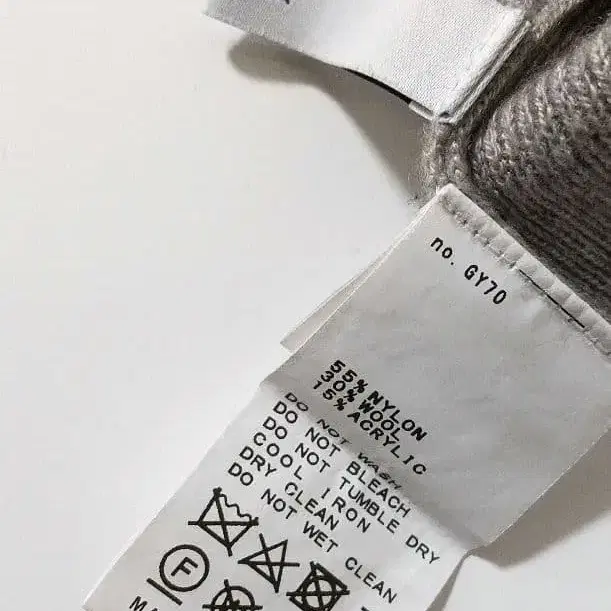 no. GY70
55% NYLON
30% WOOL
15% ACRYLIC
DO NOT WASH
DO NOT BLEACH
DO NOT TUMBLE DRY
COOL IRON
DRY CLEAN
DO NOT WET CLEAN
F
MA